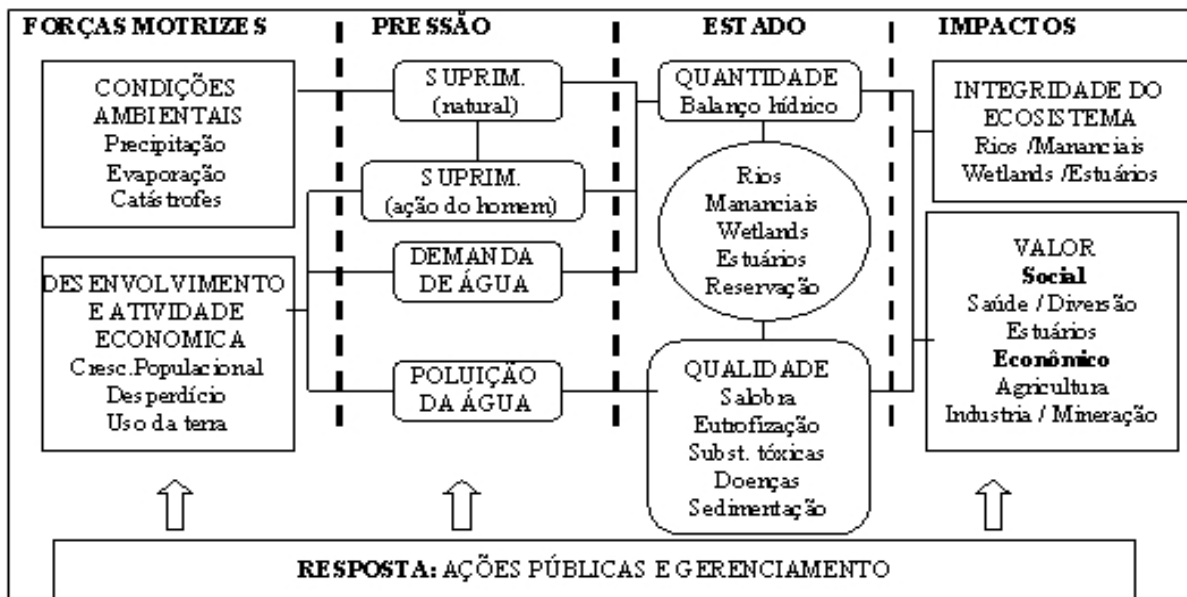 FORÇAS MOTRIZES
PRESSÃO
ESTADO
IMPACTOS
CONDIÇÕES
AMBIENTAIS
Precipitação
Evaporação
Catástrofes
DESENVOLVIMENTO
E ATIVIDADE
ECONOMICA
Cresc.Populacional
Desperdício
Uso da terra
SUPRIM.
(natural)
SUPRIM.
(ação do homem)
DEMANDA
DE ÁGUA
POLUIÇÃO
DA ÁGUA
QUANTIDADE
Balanço hídrico
Rios
Mananciais
Wetlands
Estuários
Reservação
QUALIDADE
Salobra
Eutrofização
Subst. tóxicas
Doenças
Sedimentação
INTEGRIDADE DO
ECOSISTEMA
Rios /Mananciais
Wetlands /Estuários
VALOR
Social
Saúde / Diversão
Estuários
Econômico
Agricultura
Industria / Mineração
RESPOSTA: AÇÕES PÚBLICAS E GERENCIAMENTO